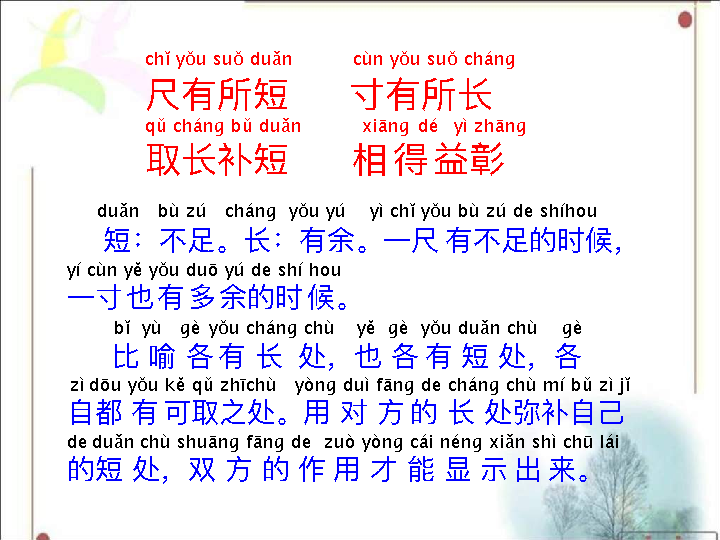 chǐ yǒu suǒ duǎn cùn yǒu suǒ cháng
尺有所短 寸有所长
qǔ cháng bǔ duǎn xiāng dé yì zhāng
取长补短 相得益彰
duǎn bù zú cháng yǒu yú yì chǐ yǒu bù zú de shíhou
短：不足。长：有余。一尺有不足的时候，
yí cùn yě yǒu duō yú de shí hou
一寸也有多余的时候。
bǐ yù gè yǒu cháng chù yě gè yǒu duǎn chù gè
比喻各有长处，也各有短处，各
zì dōu yǒu kě qǔ zhīchù yòng duì fāng de cháng chù mí bǔ zì jǐ
自都有可取之处。用对方的长处弥补自己
de duǎn chù shuāng fāng de zuò yòng cái néng xiǎn shì chū lái
的短处，双方的作用才能显示出来。